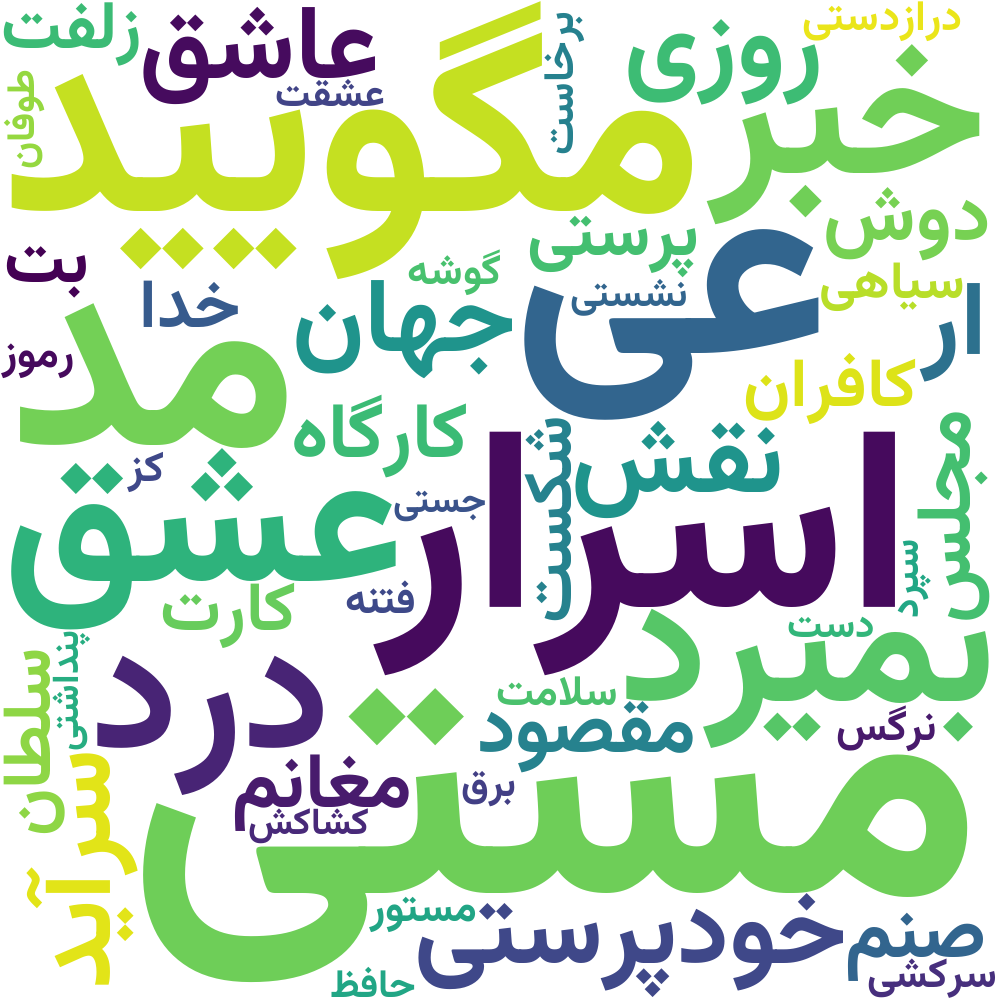 زلفت
عاشق
درازدستی
روزی
برخاست
خبر
مگویید
عشقت
طوفان
دوش
پرستی
بت
گوشه
سیاهی
عی
نشستی
خدا
جهان
ار
مد
رموز
کافران
کارگاه
نقش
شکست
مجلس
کز
عشق
جستی
اسرار
سپرد
فتنه
کارت
دست
بمیرد
پنداشتی
سلطان
درد
سلامت
مقصود
نرگس
مغانم
برق
سرآید
کشاکش
مستی
مستور
خودپرستی
صنم
سرکشی
حافظ